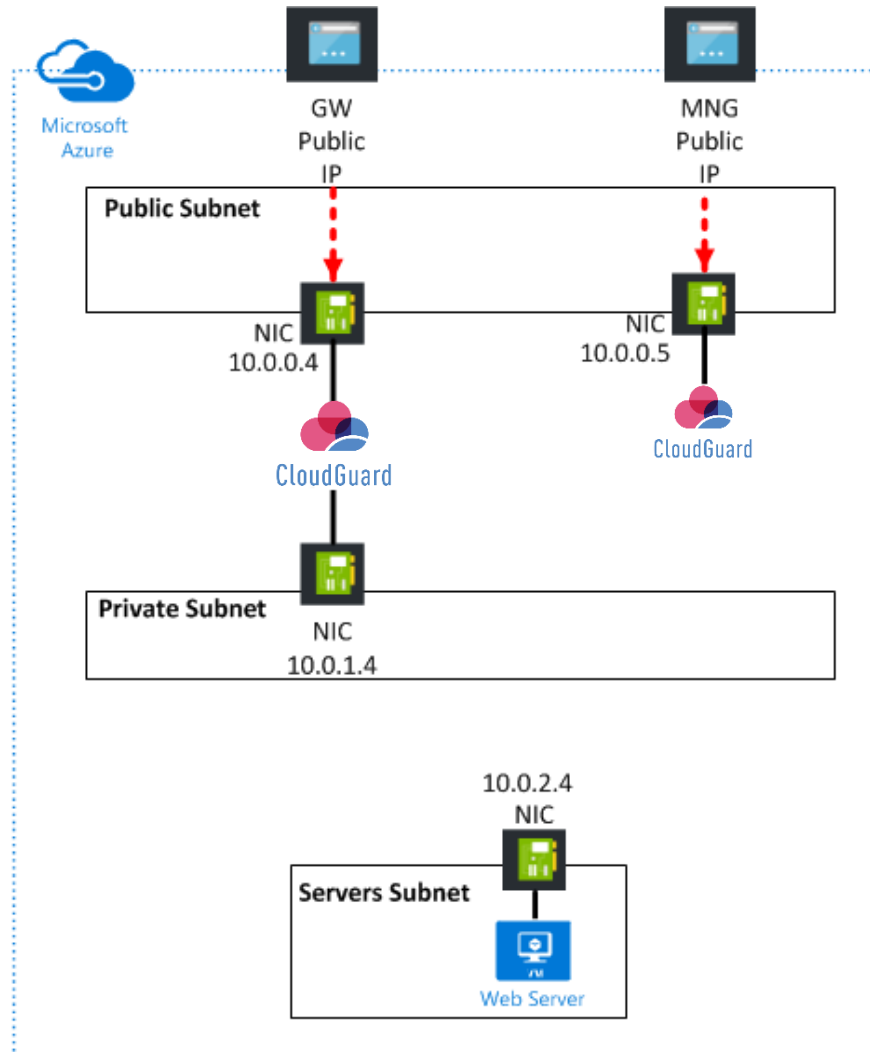 Microsoft
Azure
GW
Public
IP
MNG
Public
IP
Public Subnet
NIC
10.0.0.4
NIC
10.0.0.5
CloudGuard
CloudGuard
Private Subnet
NIC
10.0.1.4
10.0.2.4
NIC
Servers Subnet
Web Server